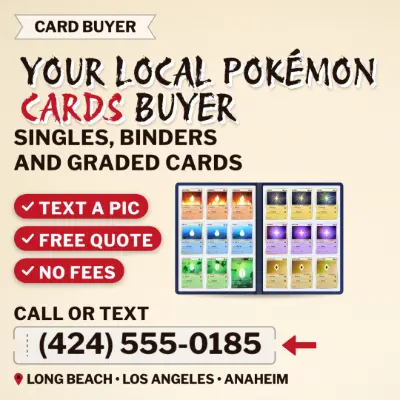 CARD BUYER
YOUR LOCAL POKÉMON
CARDS BUYER
SINGLES, BINDERS
AND GRADED CARDS
TEXT A PIC
FREE QUOTE
NO FEES
CALL OR TEXT
(424) 555-0185
LONG BEACH • LOS ANGELES • ANAHEIM